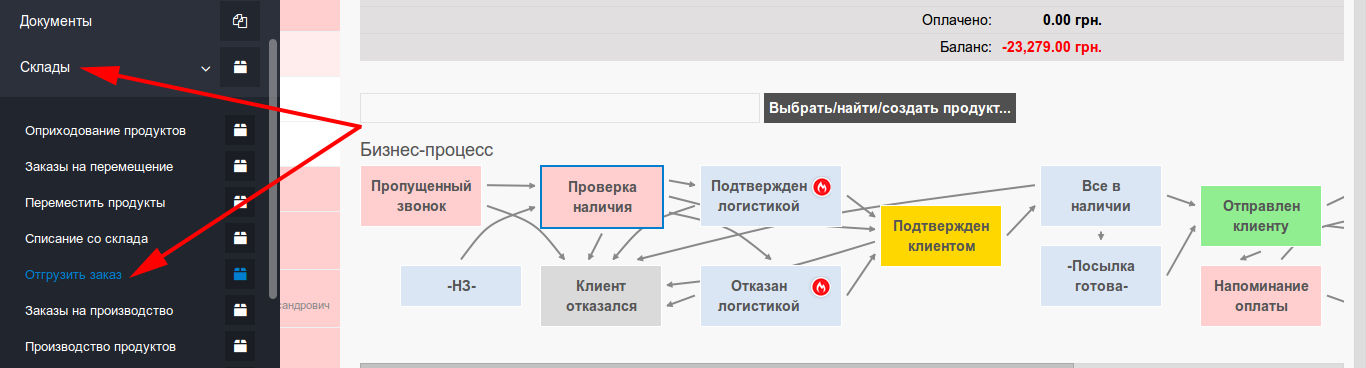 Документы
Склады
Оприходование продуктов
Заказы на перемещение
Переместить продукты
Списание со склада
Отгрузить заказ
Заказы на производство
Производство продуктов
сандрович
Оплачено: 0.00 грн.
Баланс: -23,279.00 грн.
Выбрать/найти/создать продукт...
Бизнес-процесс
Пропущенный
звонок
Проверка
наличия
Подтвержден
логистикой
Подтвержден
клиентом
Все в
наличии
Отправлен
клиенту
-НЗ-
Клиент
отказался
Отказан
логистикой
-Посылка
готова-
Напоминание
оплаты